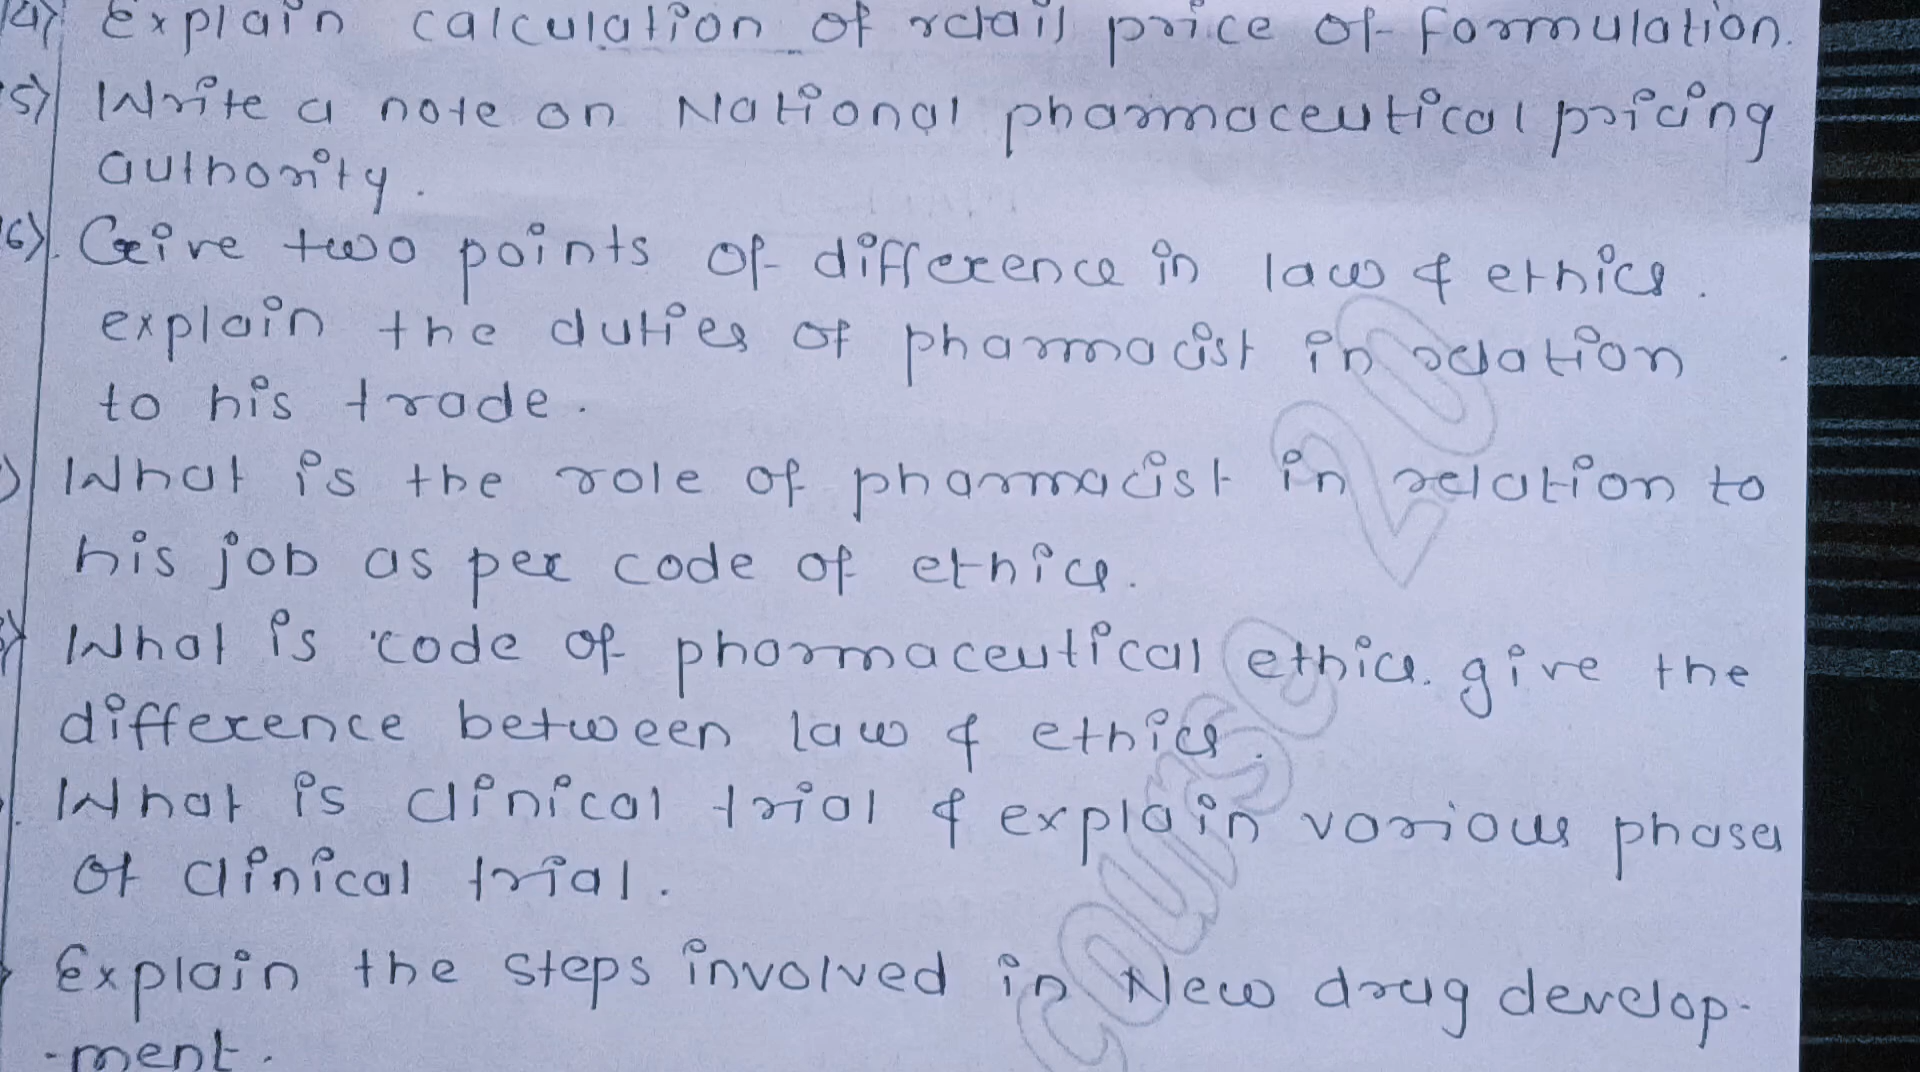 14) Explain calculation of retail price of formulation.
15) Write a note on National pharmaceutical pricing
authority.
16). Give two points of difference in law & ethics.
explain the duties of pharmacist in relation
to his trade.
) What is the role of pharmacist in relation to
his job as per code of ethics.
) What is code of pharmaceutical ethics. give the
difference between law & ethics.
. What is clinical trial & explain various phases
of clinical trial.
Explain the steps involved in New drug develop-
-ment.